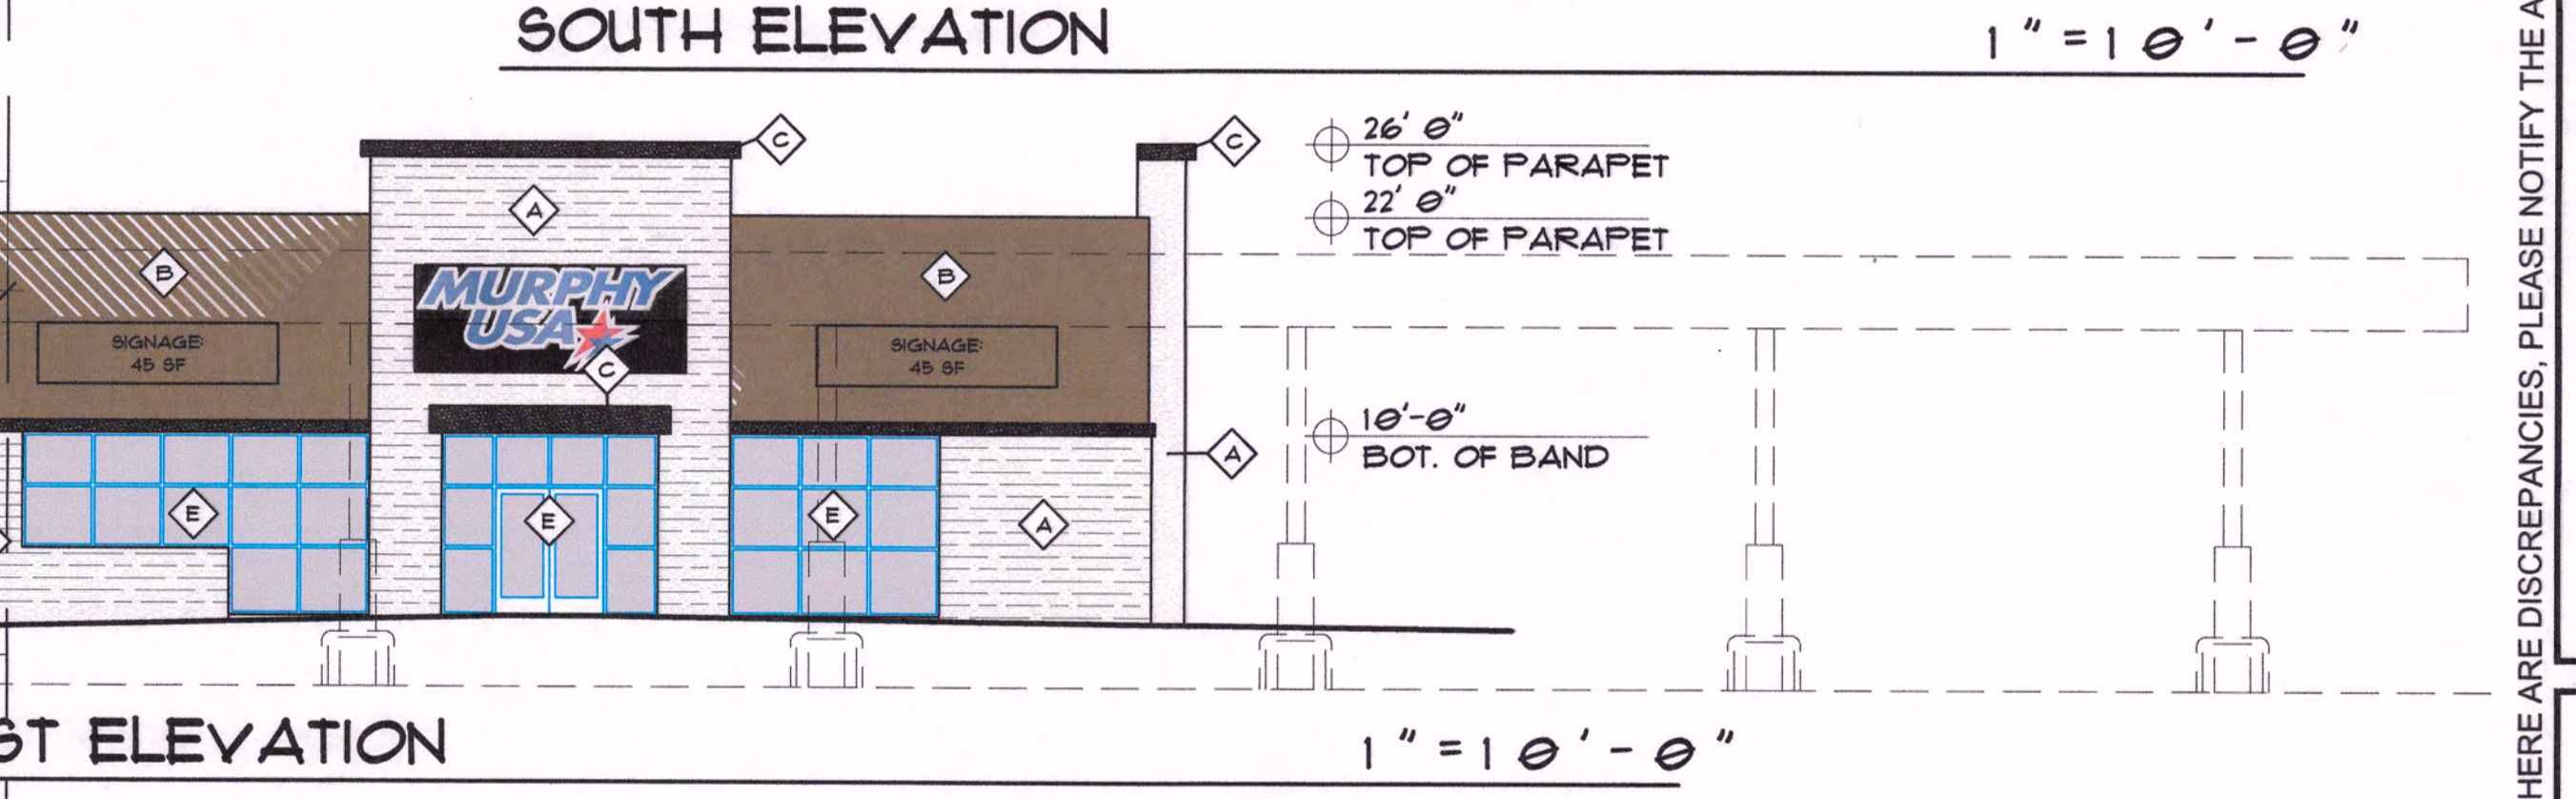 SOUTH ELEVATION
1" = 10'-0"
C
C
26' 0"
TOP OF PARAPET
22' 0"
TOP OF PARAPET
A
B
B
MURPHY
USA
SIGNAGE:
45 SF
SIGNAGE:
45 SF
C
10'-0"
BOT. OF BAND
A
E
E
E
A
ST ELEVATION
1" = 10'-0"
HERE ARE DISCREPANCIES, PLEASE NOTIFY THE A